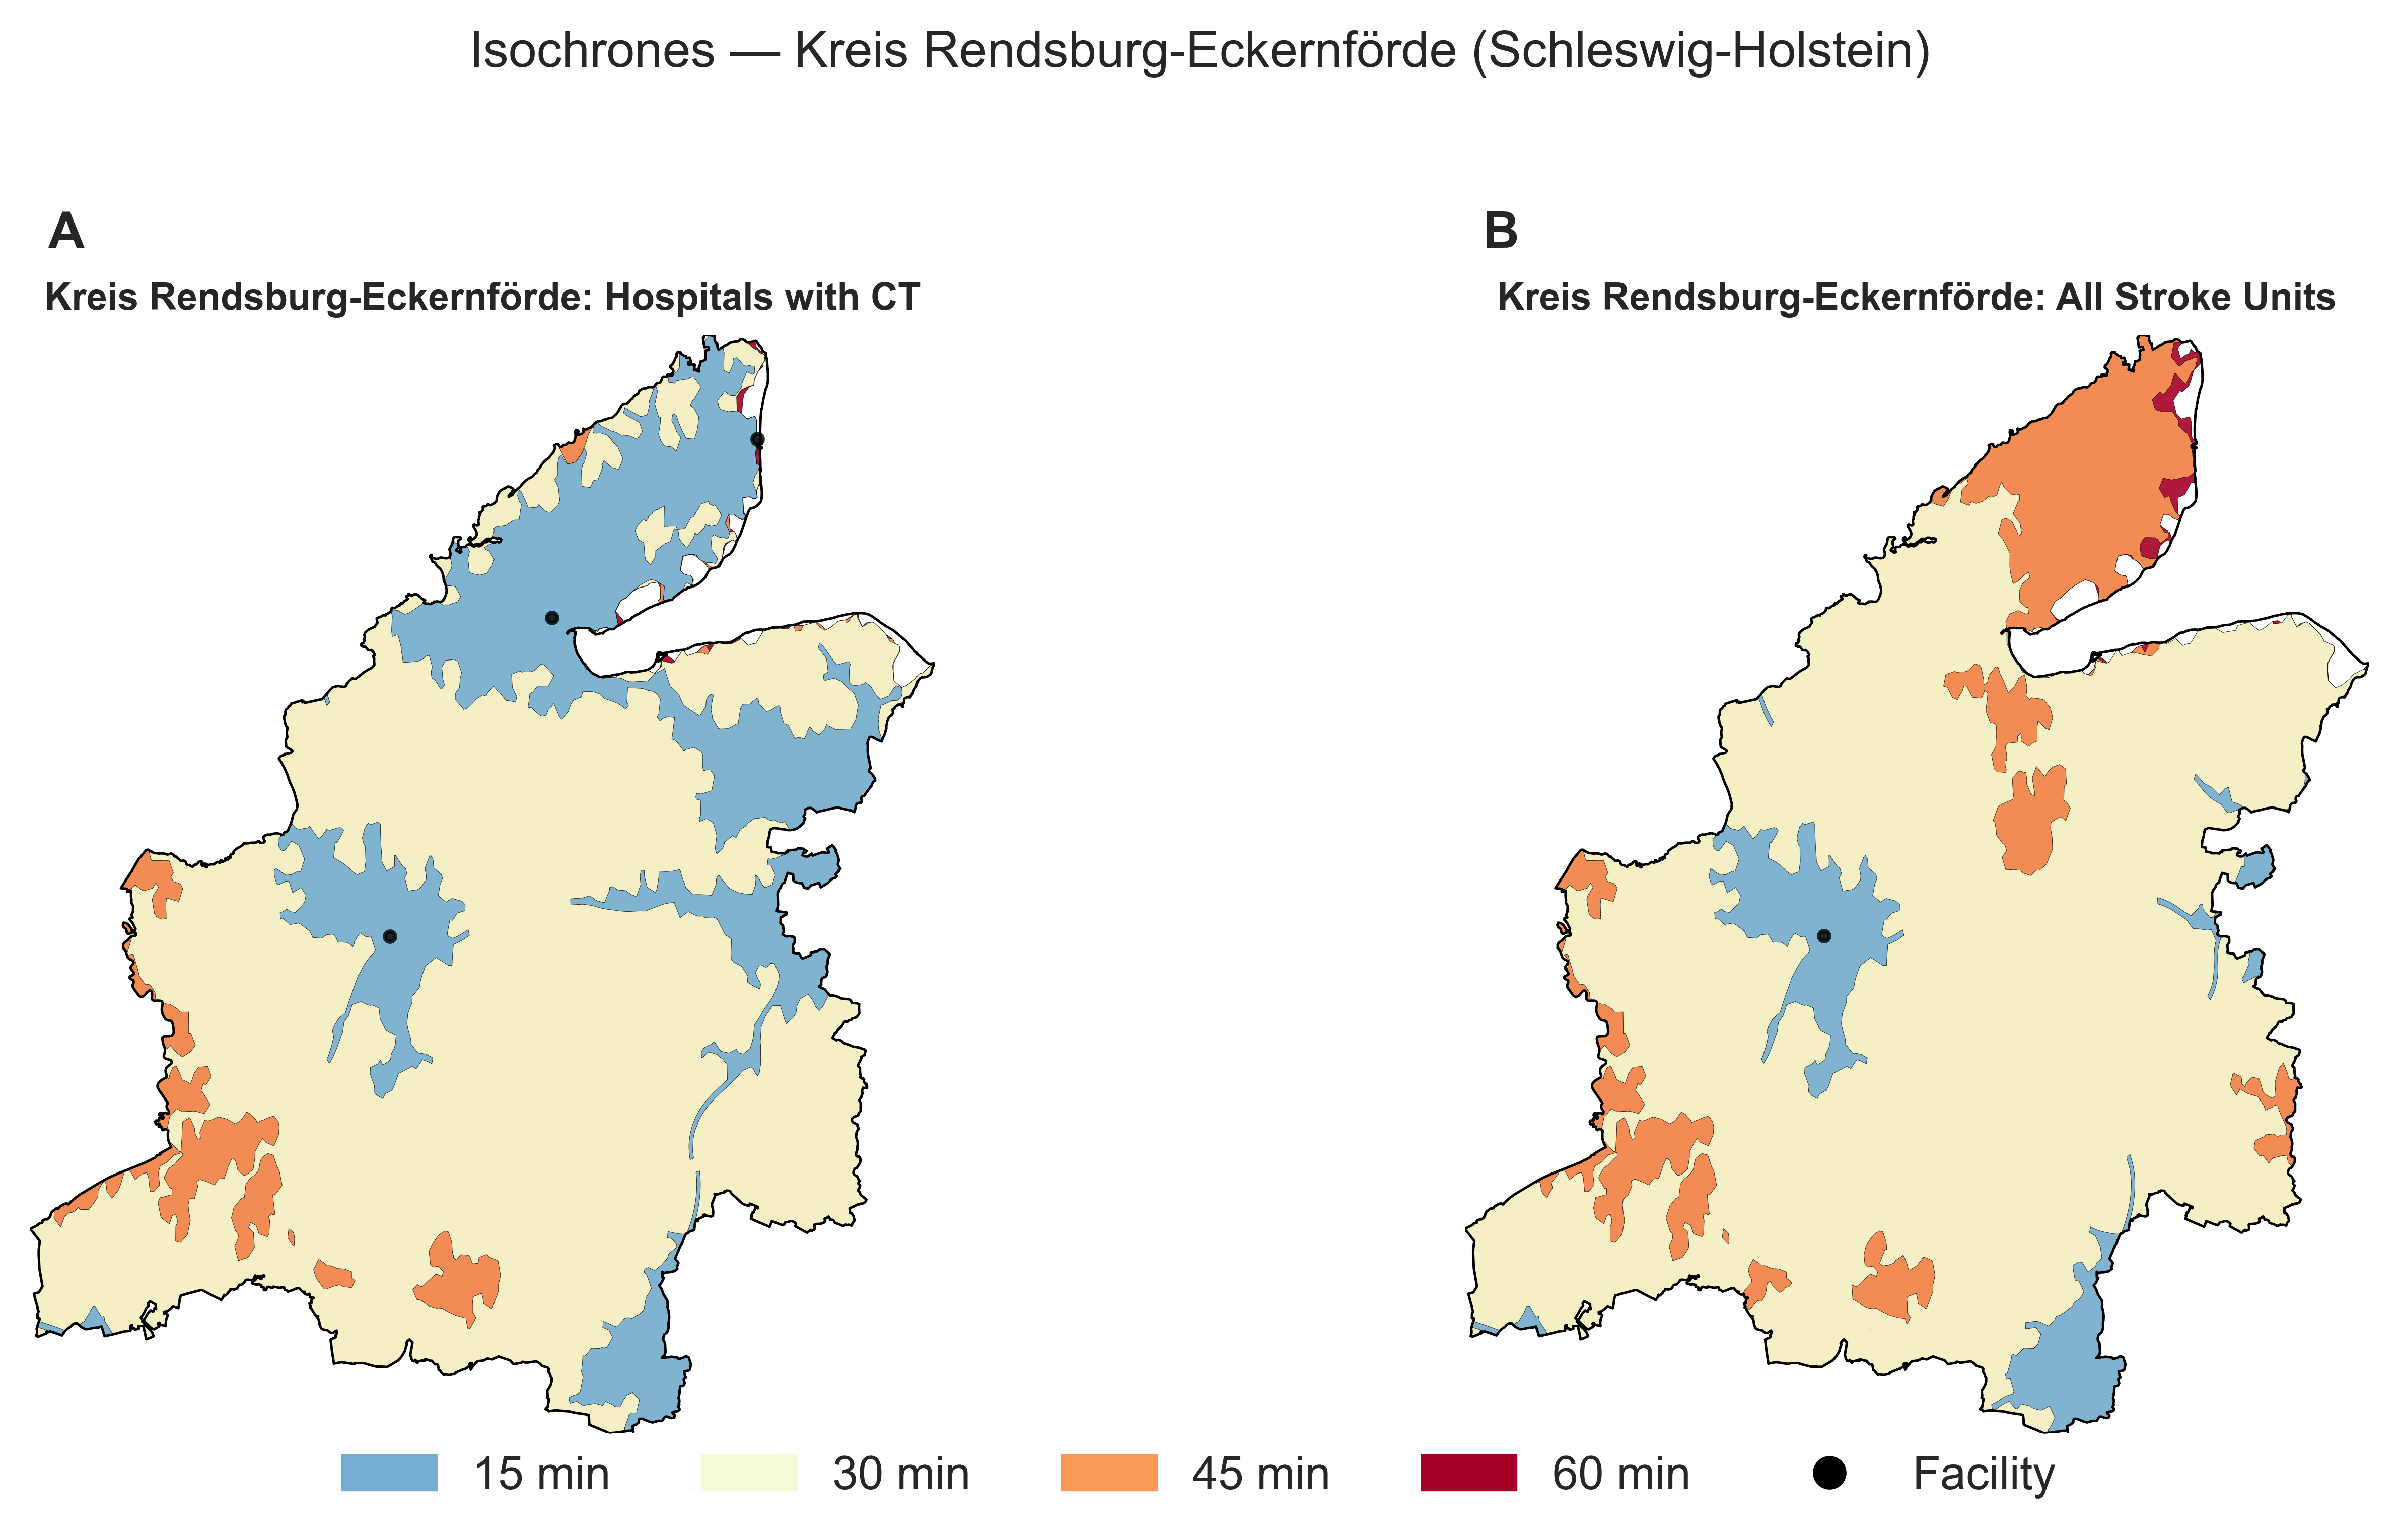 Isochrones — Kreis Rendsburg-Eckernförde (Schleswig-Holstein)
A
Kreis Rendsburg-Eckernförde: Hospitals with CT
B
Kreis Rendsburg-Eckernförde: All Stroke Units
15 min
30 min
45 min
60 min
Facility